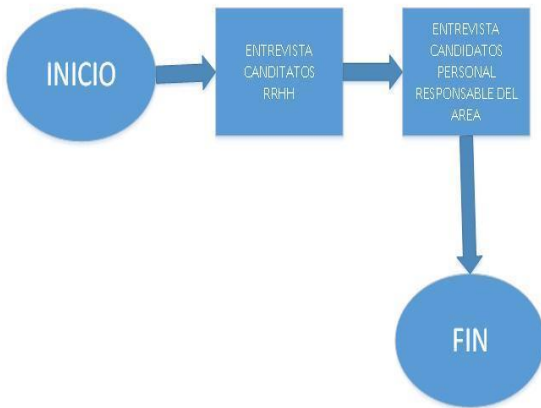 INICIO
ENTREVISTA
CANDITATOS
RRHH
ENTREVISTA
CANDIDATOS
PERSONAL
RESPONSABLE DEL
AREA
FIN